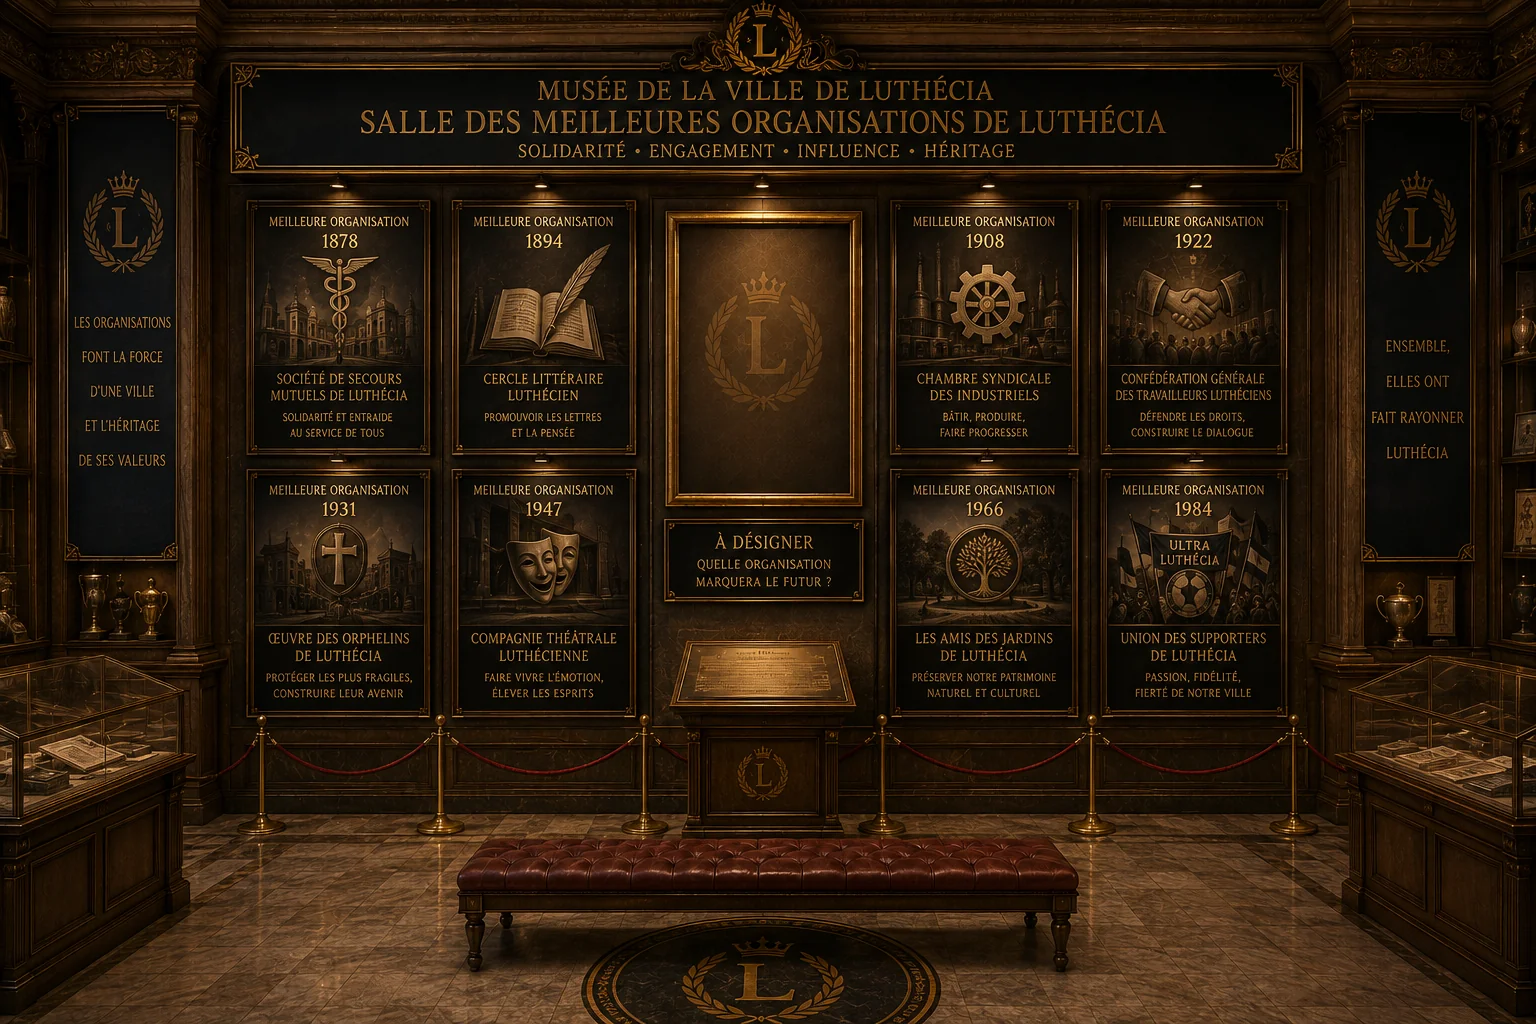 L
MUSÉE DE LA VILLE DE LUTHÉCIA
SALLE DES MEILLEURES ORGANISATIONS DE LUTHÉCIA
SOLIDARITÉ • ENGAGEMENT • INFLUENCE • HÉRITAGE
L
LES ORGANISATIONS
FONT LA FORCE
D'UNE VILLE
ET L'HÉRITAGE
DE SES VALEURS
MEILLEURE ORGANISATION
1878
SOCIÉTÉ DE SECOURS
MUTUELS DE LUTHÉCIA
SOLIDARITÉ ET ENTRAIDE
AU SERVICE DE TOUS
MEILLEURE ORGANISATION
1894
CERCLE LITTÉRAIRE
LUTHÉCIEN
PROMOUVOIR LES LETTRES
ET LA PENSÉE
L
MEILLEURE ORGANISATION
1908
CHAMBRE SYNDICALE
DES INDUSTRIELS
BÂTIR, PRODUIRE,
FAIRE PROGRESSER
MEILLEURE ORGANISATION
1922
CONFÉDÉRATION GÉNÉRALE
DES TRAVAILLEURS LUTHÉCIENS
DÉFENDRE LES DROITS,
CONSTRUIRE LE DIALOGUE
L
ENSEMBLE,
ELLES ONT
FAIT RAYONNER
LUTHÉCIA
MEILLEURE ORGANISATION
1931
ŒUVRE DES ORPHELINS
DE LUTHÉCIA
PROTÉGER LES PLUS FRAGILES,
CONSTRUIRE LEUR AVENIR
MEILLEURE ORGANISATION
1947
COMPAGNIE THÉÂTRALE
LUTHÉCIENNE
FAIRE VIVRE L'ÉMOTION,
ÉLEVER LES ESPRITS
À DÉSIGNER
QUELLE ORGANISATION
MARQUERA LE FUTUR ?
MEILLEURE ORGANISATION
1966
LES AMIS DES JARDINS
DE LUTHÉCIA
PRÉSERVER NOTRE PATRIMOINE
NATUREL ET CULTUREL
MEILLEURE ORGANISATION
1984
ULTRA
LUTHÉCIA
UNION DES SUPPORTERS
DE LUTHÉCIA
PASSION, FIDÉLITÉ,
FIERTÉ DE NOTRE VILLE
L
L